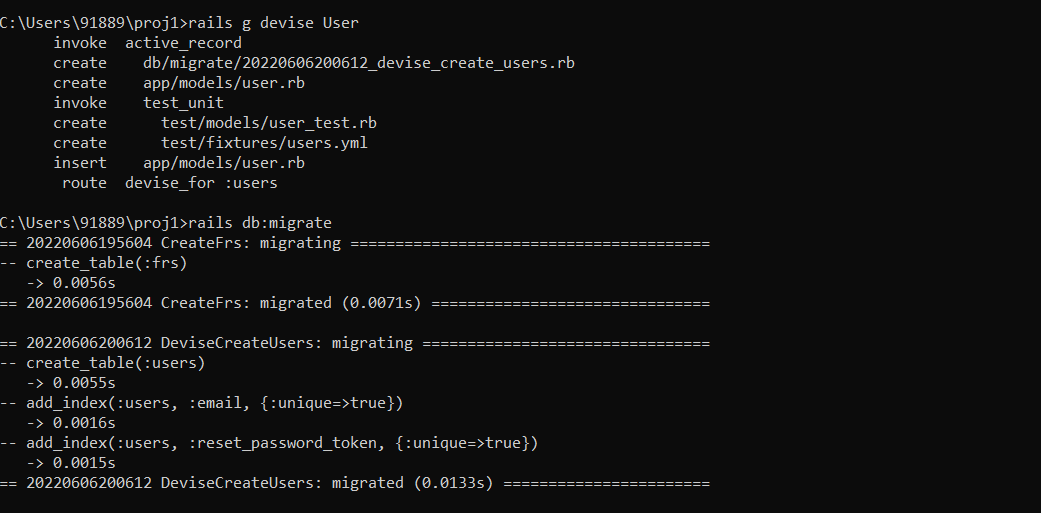 C:\Users\91889\proj1>rails g devise User
      invoke  active_record
      create    db/migrate/20220606200612_devise_create_users.rb
      create    app/models/user.rb
      invoke    test_unit
      create      test/models/user_test.rb
      create      test/fixtures/users.yml
      insert    app/models/user.rb
       route  devise_for :users
C:\Users\91889\proj1>rails db:migrate
== 20220606195604 CreateFrs: migrating ========================================
-- create_table(:frs)
   -> 0.0056s
== 20220606195604 CreateFrs: migrated (0.0071s) ===============================
== 20220606200612 DeviseCreateUsers: migrating ================================
-- create_table(:users)
   -> 0.0055s
-- add_index(:users, :email, {:unique=>true})
   -> 0.0016s
-- add_index(:users, :reset_password_token, {:unique=>true})
   -> 0.0015s
== 20220606200612 DeviseCreateUsers: migrated (0.0133s) =======================